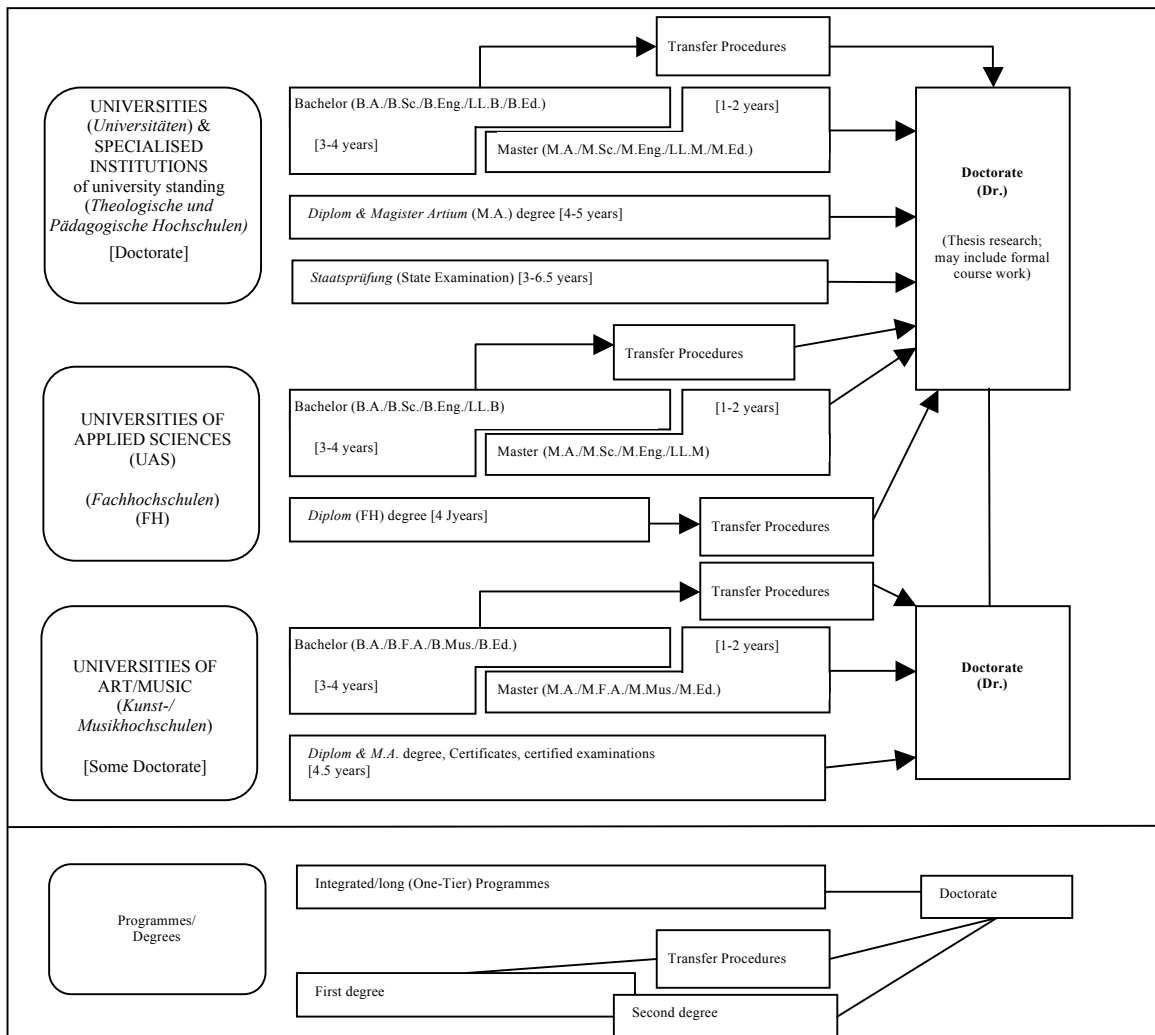 Transfer Procedures
UNIVERSITIES
(Universitäten) &
SPECIALISED
INSTITUTIONS
of university standing
(Theologische und
Pädagogische Hochschulen)
[Doctorate]
Bachelor (B.A./B.Sc./B.Eng./LL.B./B.Ed.)
[3-4 years]
[1-2 years]
Master (M.A./M.Sc./M.Eng./LL.M./M.Ed.)
Diplom & Magister Artium (M.A.) degree [4-5 years]
Staatsprüfung (State Examination) [3-6.5 years]
Doctorate
(Dr.)
(Thesis research;
may include formal
course work)
Transfer Procedures
UNIVERSITIES OF
APPLIED SCIENCES
(UAS)
(Fachhochschulen)
(FH)
Bachelor (B.A./B.Sc./B.Eng./LL.B)
[3-4 years]
[1-2 years]
Master (M.A./M.Sc./M.Eng./LL.M)
Diplom (FH) degree [4 Jyears]
Transfer Procedures
Transfer Procedures
UNIVERSITIES OF
ART/MUSIC
(Kunst-/
Musikhochschulen)
[Some Doctorate]
Bachelor (B.A./B.F.A./B.Mus./B.Ed.)
[3-4 years]
[1-2 years]
Master (M.A./M.F.A./M.Mus./M.Ed.)
Diplom & M.A. degree, Certificates, certified examinations
[4.5 years]
Doctorate
(Dr.)
Programmes/
Degrees
Integrated/long (One-Tier) Programmes
Doctorate
Transfer Procedures
First degree
Second degree